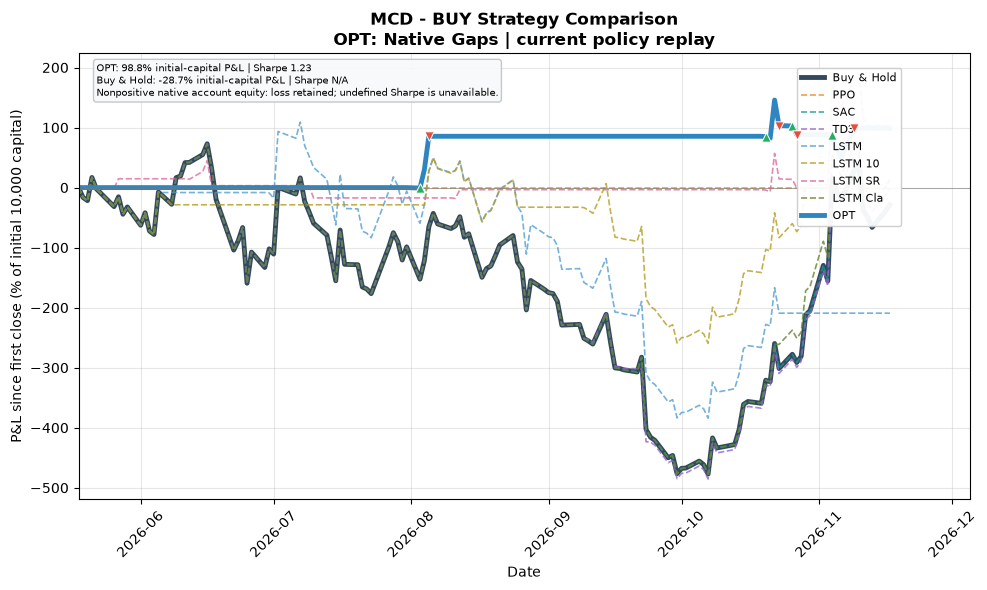 MCD - BUY Strategy Comparison
OPT: Native Gaps | current policy replay
OPT: 98.8% initial-capital P&L | Sharpe 1.23
Buy & Hold: -28.7% initial-capital P&L | Sharpe N/A
Nonpositive native account equity: loss retained; undefined Sharpe is unavailable.
Buy & Hold
PPO
SAC
TD3
LSTM
LSTM 10
LSTM SR
LSTM Cla
OPT
P&L since first close (% of initial 10,000 capital)
200
100
0
−100
−200
−300
−400
−500
2026-06
2026-07
2026-08
2026-09
2026-10
2026-11
2026-12
Date